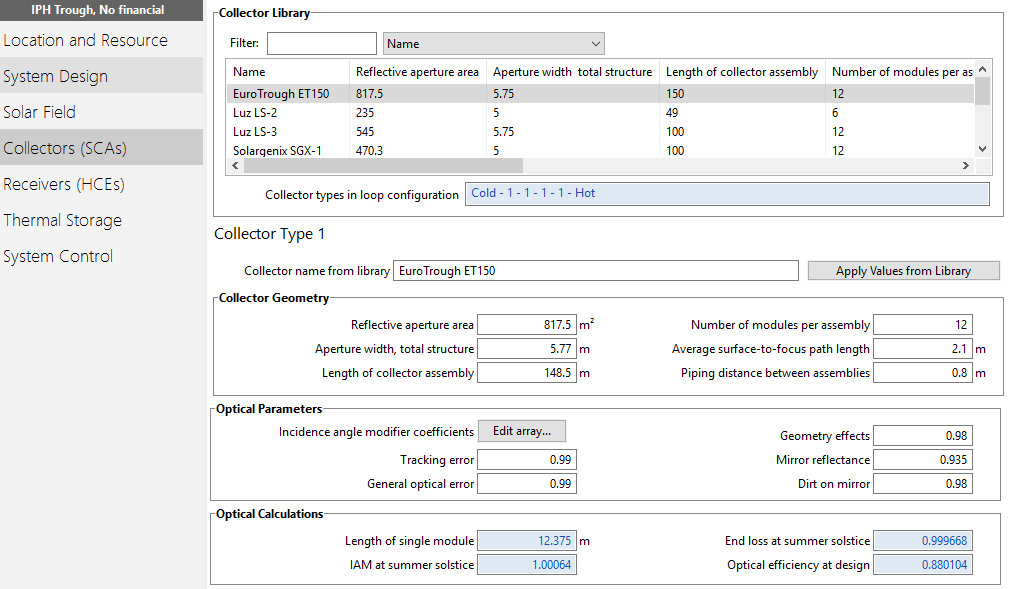 IPH Trough, No financial
Location and Resource
System Design
Solar Field
Collectors (SCAs)
Receivers (HCEs)
Thermal Storage
System Control
Collector Library
Filter: Name
Name Reflective aperture area Aperture width total structure Length of collector assembly Number of modules per as
EuroTrough ET150 817.5 5.75 150 12
Luz LS-2 235 5 49 6
Luz LS-3 545 5.75 100 12
Solargenix SGX-1 470.3 5 100 12
Collector types in loop configuration Cold - 1 - 1 - 1 - 1 - Hot
Collector Type 1
Collector name from library EuroTrough ET150 Apply Values from Library
Collector Geometry
Reflective aperture area 817.5 m² Number of modules per assembly 12
Aperture width, total structure 5.77 m Average surface-to-focus path length 2.1 m
Length of collector assembly 148.5 m Piping distance between assemblies 0.8 m
Optical Parameters
Incidence angle modifier coefficients Edit array... Geometry effects 0.98
Tracking error 0.99 Mirror reflectance 0.935
General optical error 0.99 Dirt on mirror 0.98
Optical Calculations
Length of single module 12.375 m End loss at summer solstice 0.999668
IAM at summer solstice 1.00064 Optical efficiency at design 0.880104